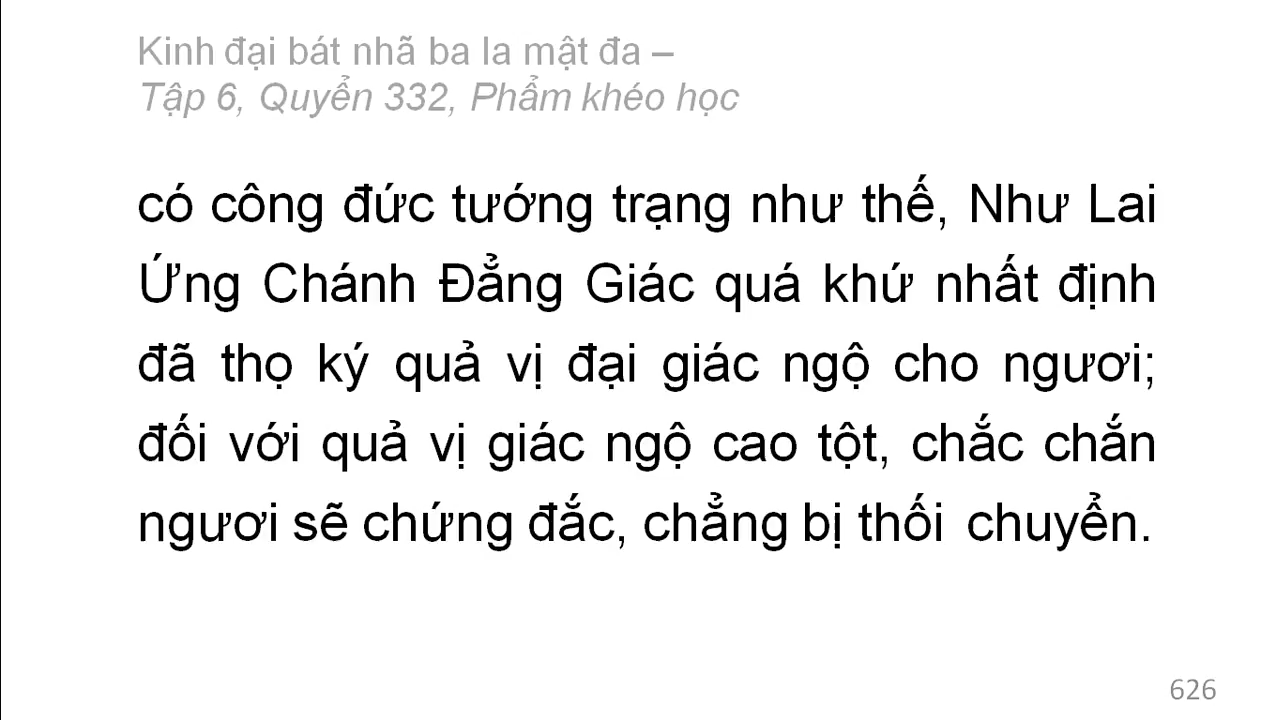 Kinh đại bát nhã ba la mật đa –
Tập 6, Quyển 332, Phẩm khéo học
có công đức tướng trạng như thế, Như Lai
Ứng Chánh Đẳng Giác quá khứ nhất định
đã thọ ký quả vị đại giác ngộ cho ngươi;
đối với quả vị giác ngộ cao tột, chắc chắn
ngươi sẽ chứng đắc, chẳng bị thối chuyển.
626